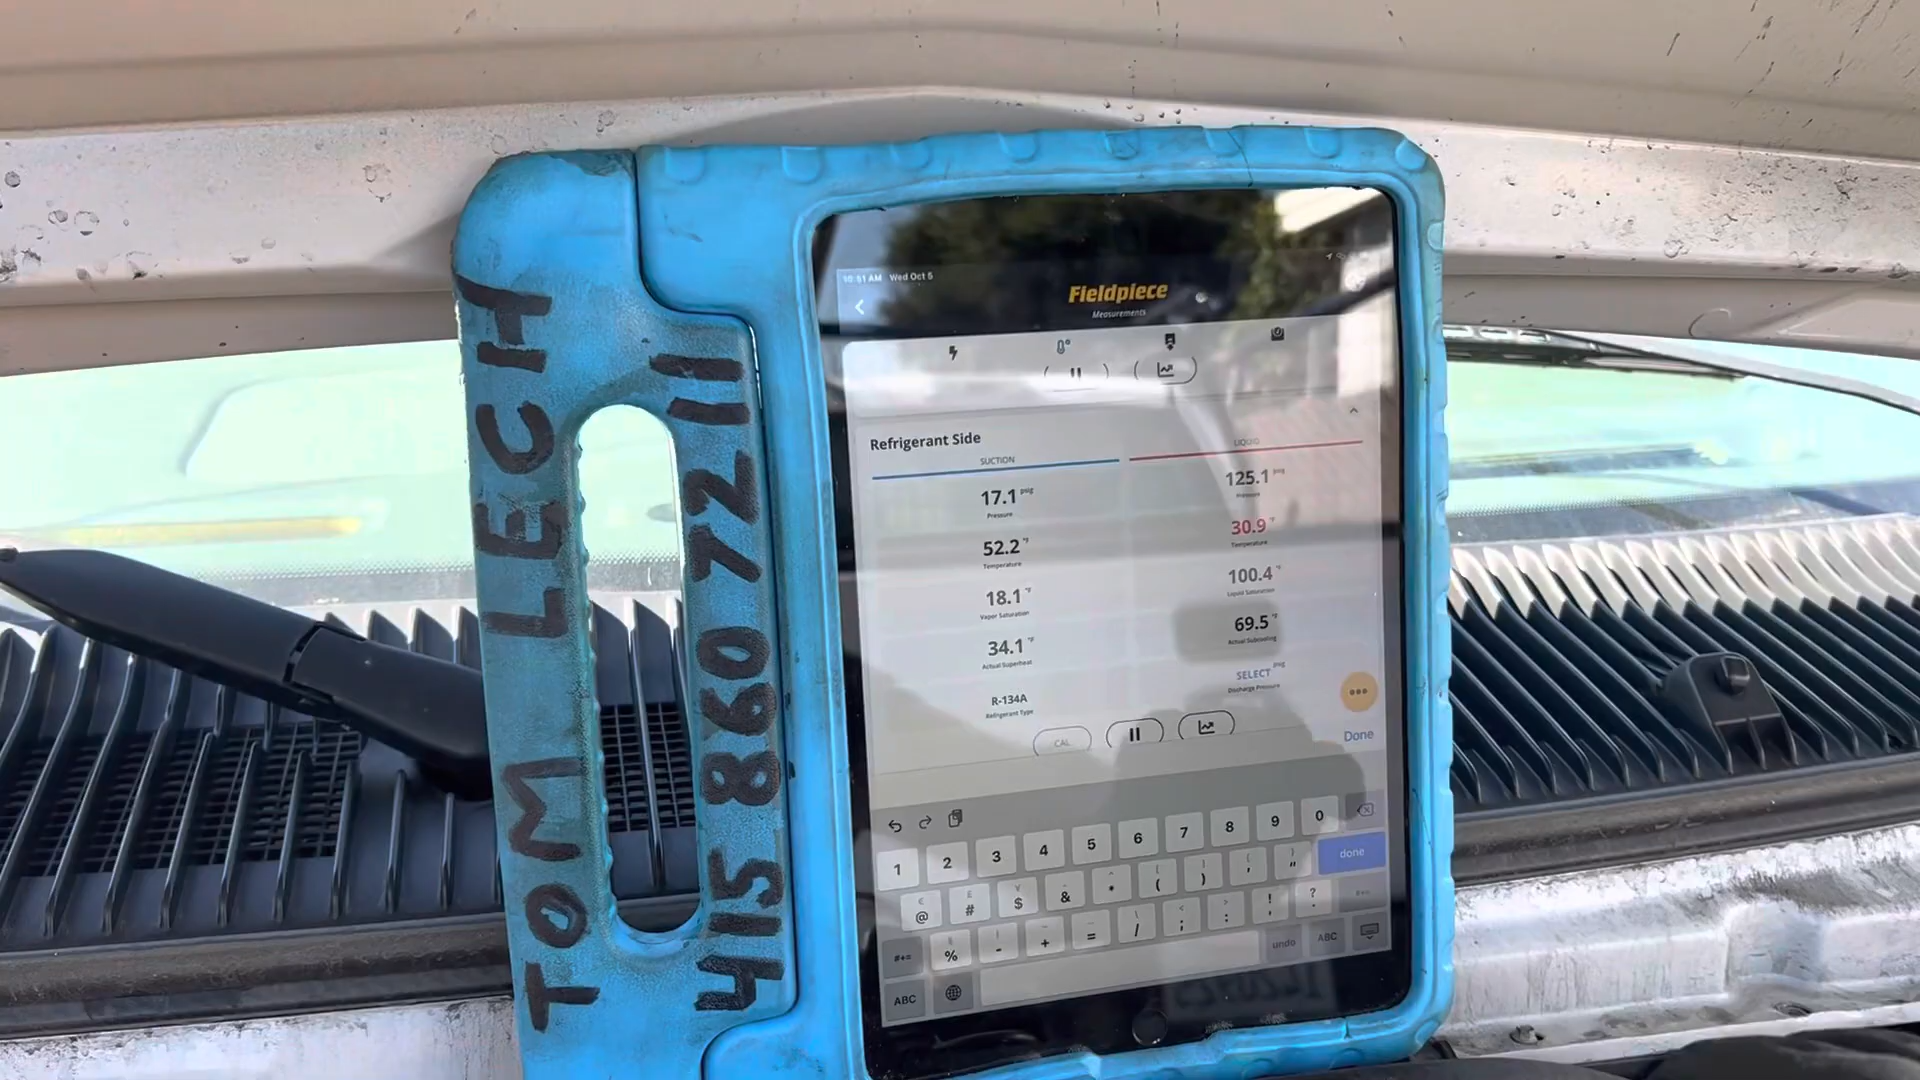 TOM LECH
415 860 7211
10:51 AM Wed Oct 5
Fieldpiece
Measurements
Refrigerant Side
SUCTION
17.1 psig
Pressure
52.2 °F
Temperature
18.1 °F
Vapor Saturation
34.1 °F
Actual Superheat
R-134A
Refrigerant Type
LIQUID
125.1 psig
Pressure
30.9 °F
Temperature
100.4 °F
Liquid Saturation
69.5 °F
Actual Subcooling
SELECT psig
Discharge Pressure
CAL
Done
1 2 3 4 5 6 7 8 9 0
@ # $ & * ( ) ' " done
#+= % - + = / ; : ! ?
ABC undo ABC